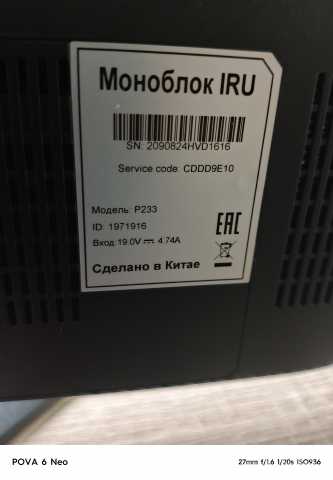 Моноблок IRU
SN: 2090824HVD1616
Service code: CDDD9E10
Модель: P233
ID: 1971916
Вход:19.0V⎓4.74A
EAC
Сделано в Китае
POVA 6 Neo
27mm f/1.6 1/20s ISO936